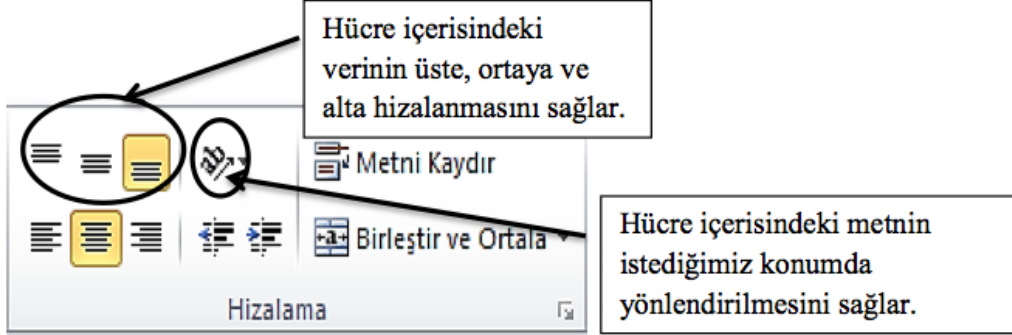 Hücre içerisindeki
verinin üste, ortaya ve
alta hizalanmasını sağlar.
Metni Kaydır
Birleştir ve Ortala
Hizalama
Hücre içerisindeki metnin
istediğimiz konumda
yönlendirilmesini sağlar.